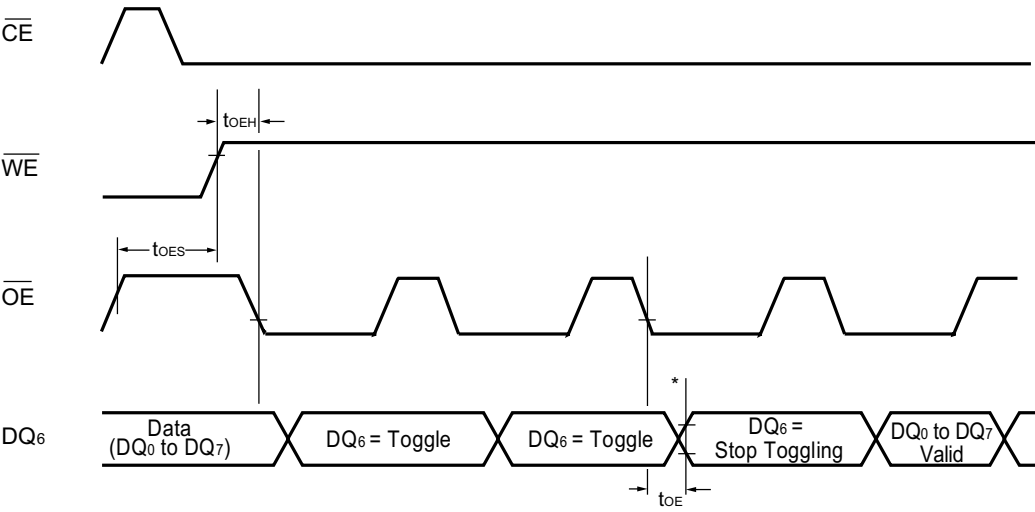 CE
tOEH
WE
tOES
OE
*
DQ6
Data
(DQ0 to DQ7)
DQ6 = Toggle
DQ6 = Toggle
DQ6 =
Stop Toggling
DQ0 to DQ7
Valid
tOE